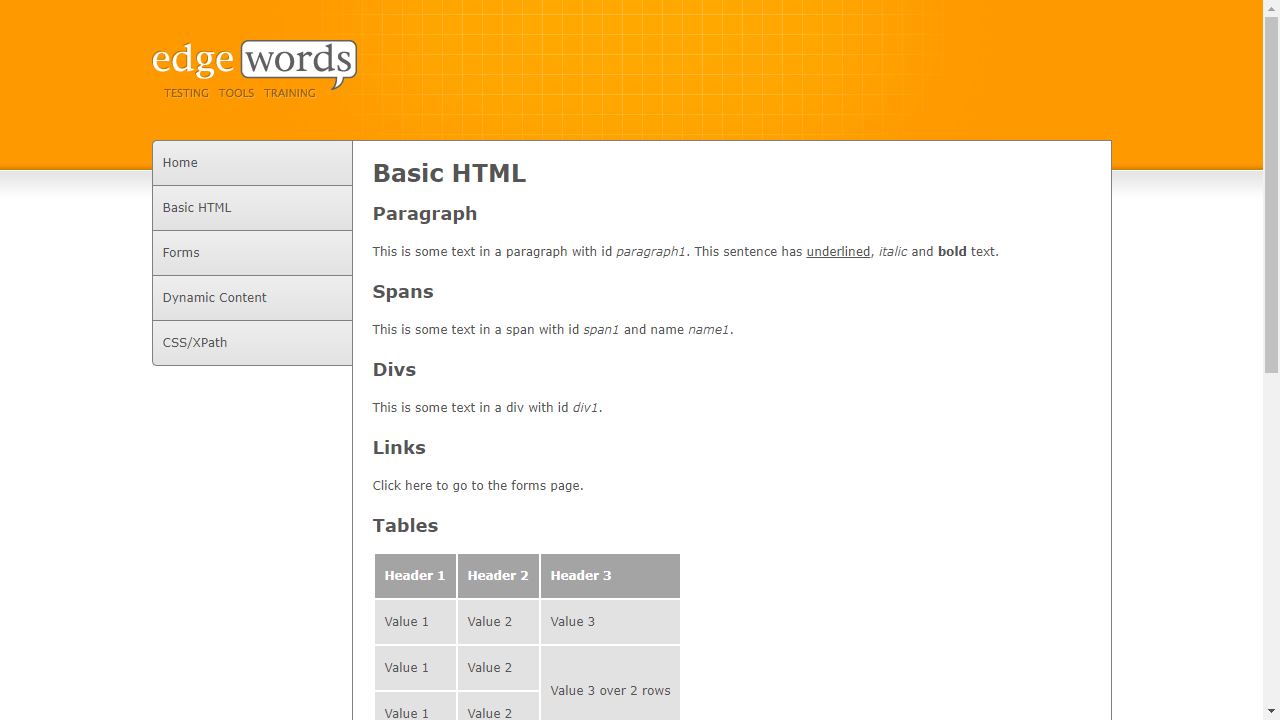 edge words
TESTING TOOLS TRAINING
Home
Basic HTML
Forms
Dynamic Content
CSS/XPath
Basic HTML
Paragraph
This is some text in a paragraph with id paragraph1. This sentence has underlined, italic and bold text.
Spans
This is some text in a span with id span1 and name name1.
Divs
This is some text in a div with id div1.
Links
Click here to go to the forms page.
Tables
Header 1 Header 2 Header 3
Value 1 Value 2 Value 3
Value 1 Value 2
Value 3 over 2 rows
Value 1 Value 2